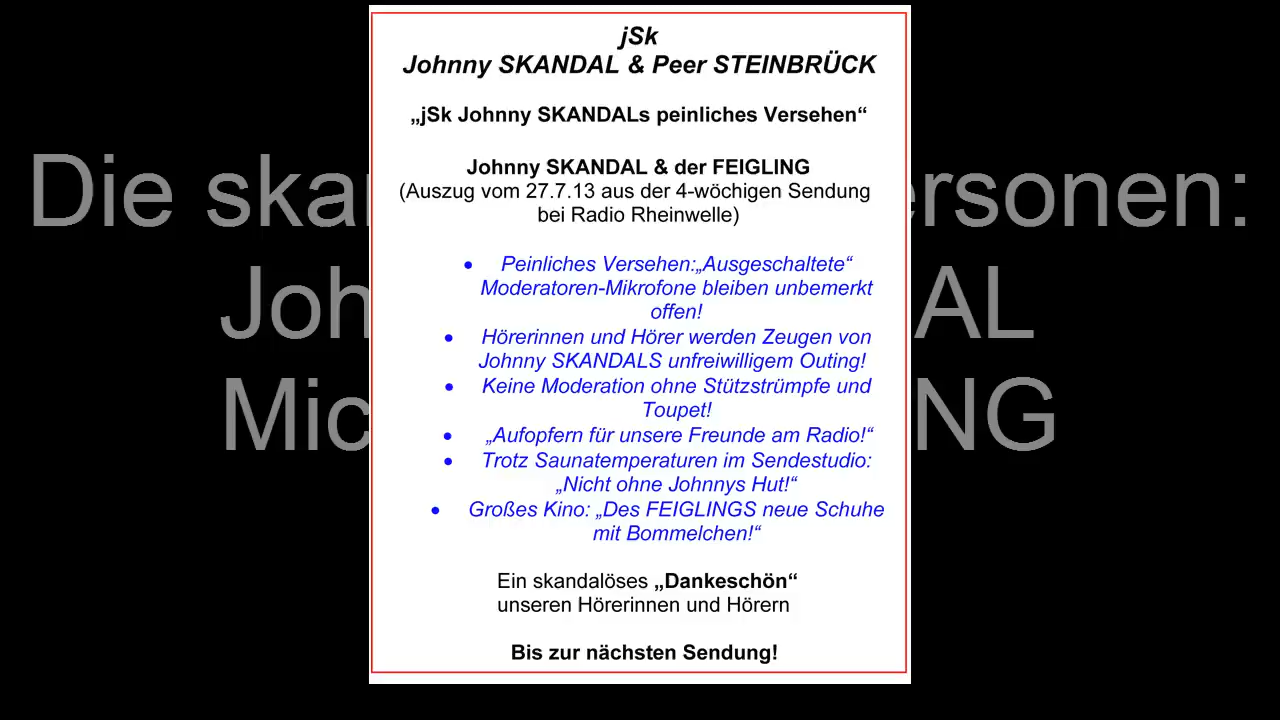 jSk
Johnny SKANDAL & Peer STEINBRÜCK
„jSk Johnny SKANDALs peinliches Versehen“
Johnny SKANDAL & der FEIGLING
(Auszug vom 27.7.13 aus der 4-wöchigen Sendung
bei Radio Rheinwelle)
• Peinliches Versehen:„Ausgeschaltete“
Moderatoren-Mikrofone bleiben unbemerkt
offen!
• Hörerinnen und Hörer werden Zeugen von
Johnny SKANDALS unfreiwilligem Outing!
• Keine Moderation ohne Stützstrümpfe und
Toupet!
• „Aufopfern für unsere Freunde am Radio!“
• Trotz Saunatemperaturen im Sendestudio:
„Nicht ohne Johnnys Hut!“
• Großes Kino: „Des FEIGLINGS neue Schuhe
mit Bommelchen!“
Ein skandalöses „Dankeschön“
unseren Hörerinnen und Hörern
Bis zur nächsten Sendung!
Die